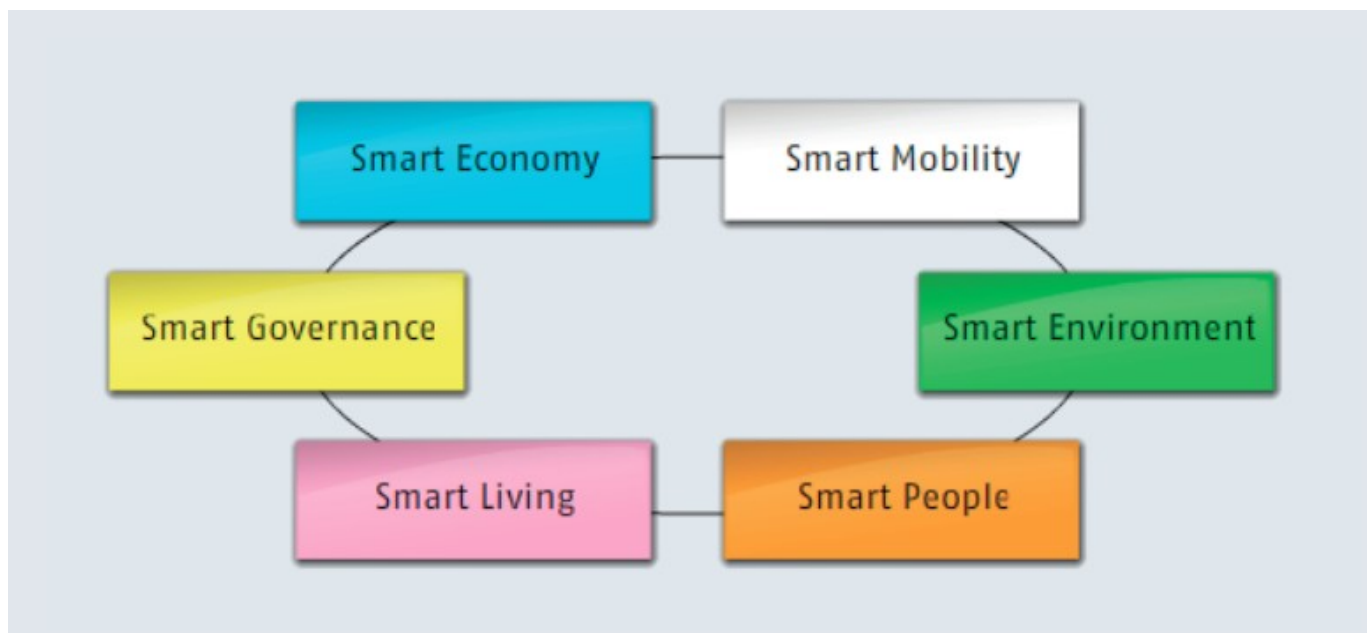 Smart Economy
Smart Mobility
Smart Governance
Smart Environment
Smart Living
Smart People